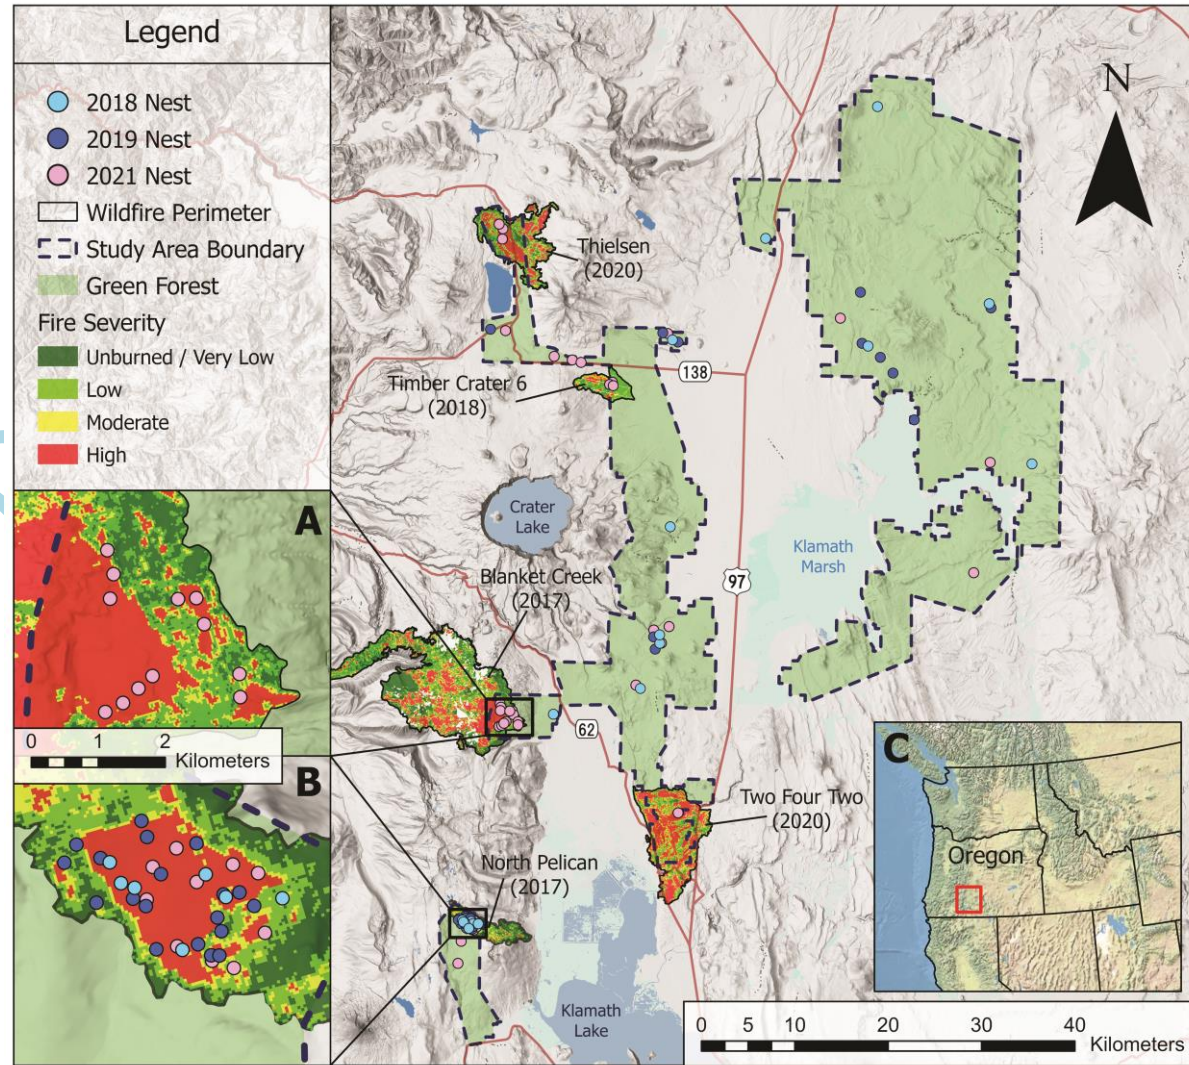 Legend
2018 Nest
2019 Nest
2021 Nest
Wildfire Perimeter
Study Area Boundary
Green Forest
Fire Severity
Unburned / Very Low
Low
Moderate
High
N
Thielsen
(2020)
138
Timber Crater 6
(2018)
Crater
Lake
Klamath
Marsh
97
Blanket Creek
(2017)
62
Two Four Two
(2020)
North Pelican
(2017)
Klamath
Lake
A
0 1 2
Kilometers
B
C
Oregon
0 5 10 20 30 40
Kilometers